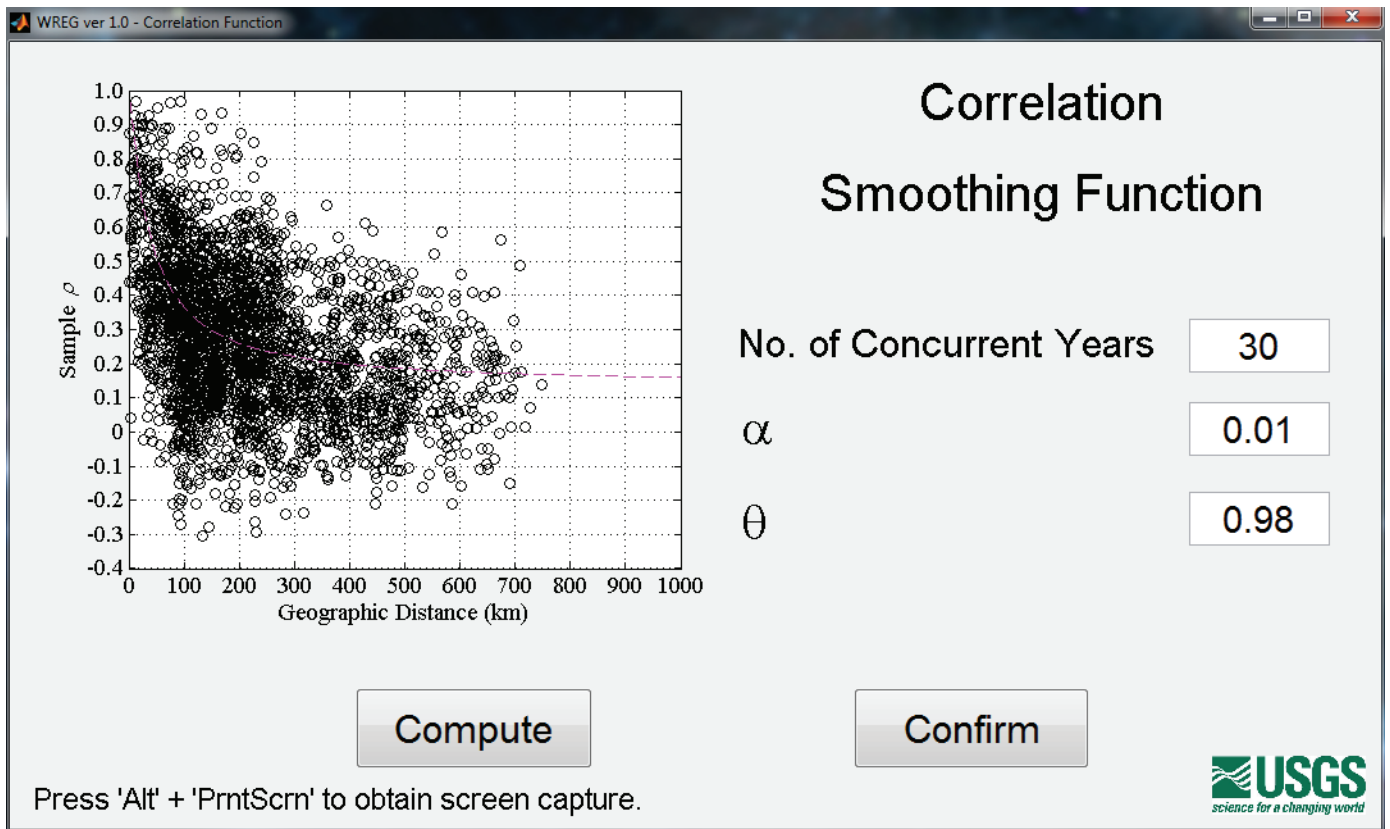 WREG ver 1.0 - Correlation Function
Correlation
Smoothing Function
1.0
0.9
0.8
0.7
0.6
0.5
0.4
0.3
0.2
0.1
0
-0.1
-0.2
-0.3
-0.4
Sample ρ
0 100 200 300 400 500 600 700 800 900 1000
Geographic Distance (km)
No. of Concurrent Years 30
α 0.01
θ 0.98
Compute
Confirm
Press 'Alt' + 'PrntScrn' to obtain screen capture.
USGS
science for a changing world